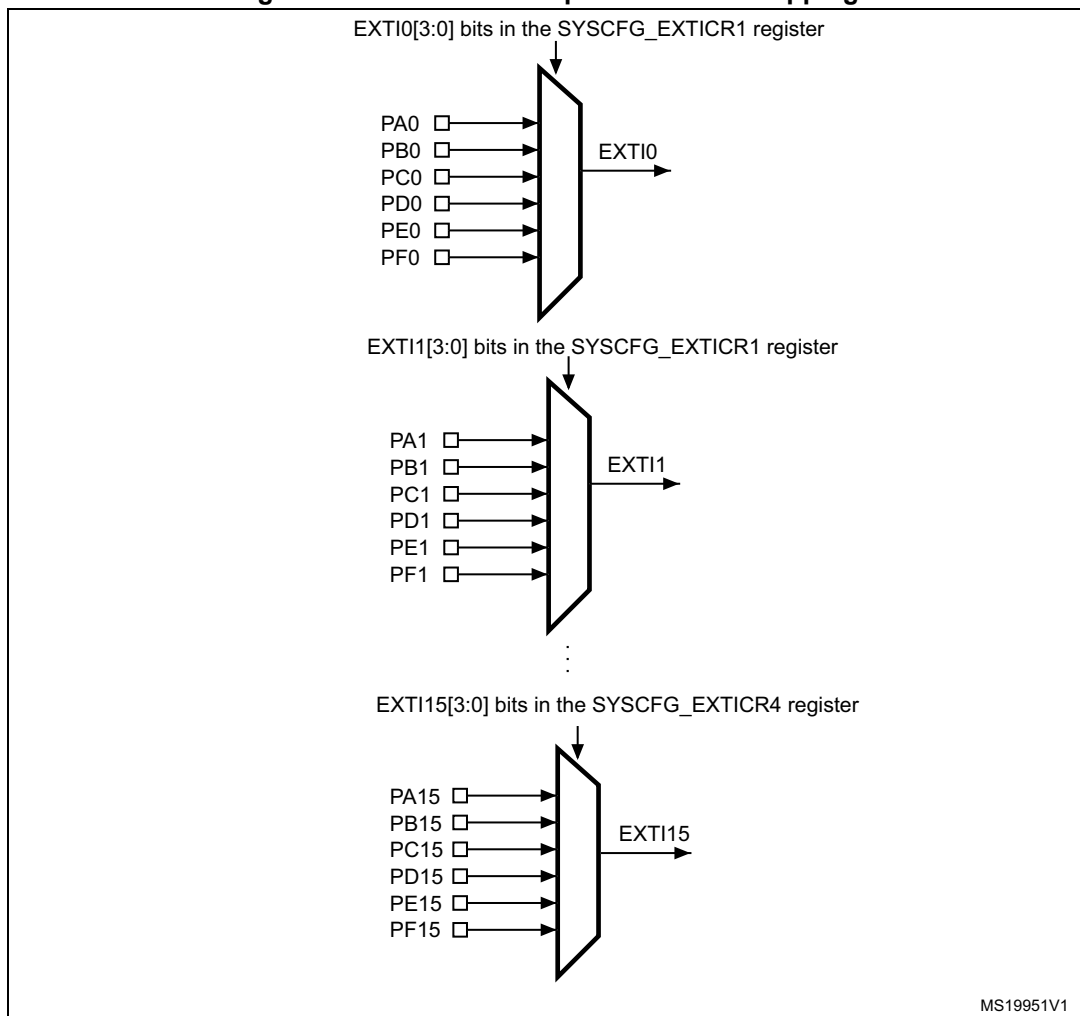 EXTI0[3:0] bits in the SYSCFG_EXTICR1 register
PA0
PB0
PC0
PD0
PE0
PF0
EXTI0
EXTI1[3:0] bits in the SYSCFG_EXTICR1 register
PA1
PB1
PC1
PD1
PE1
PF1
EXTI1
EXTI15[3:0] bits in the SYSCFG_EXTICR4 register
PA15
PB15
PC15
PD15
PE15
PF15
EXTI15
MS19951V1